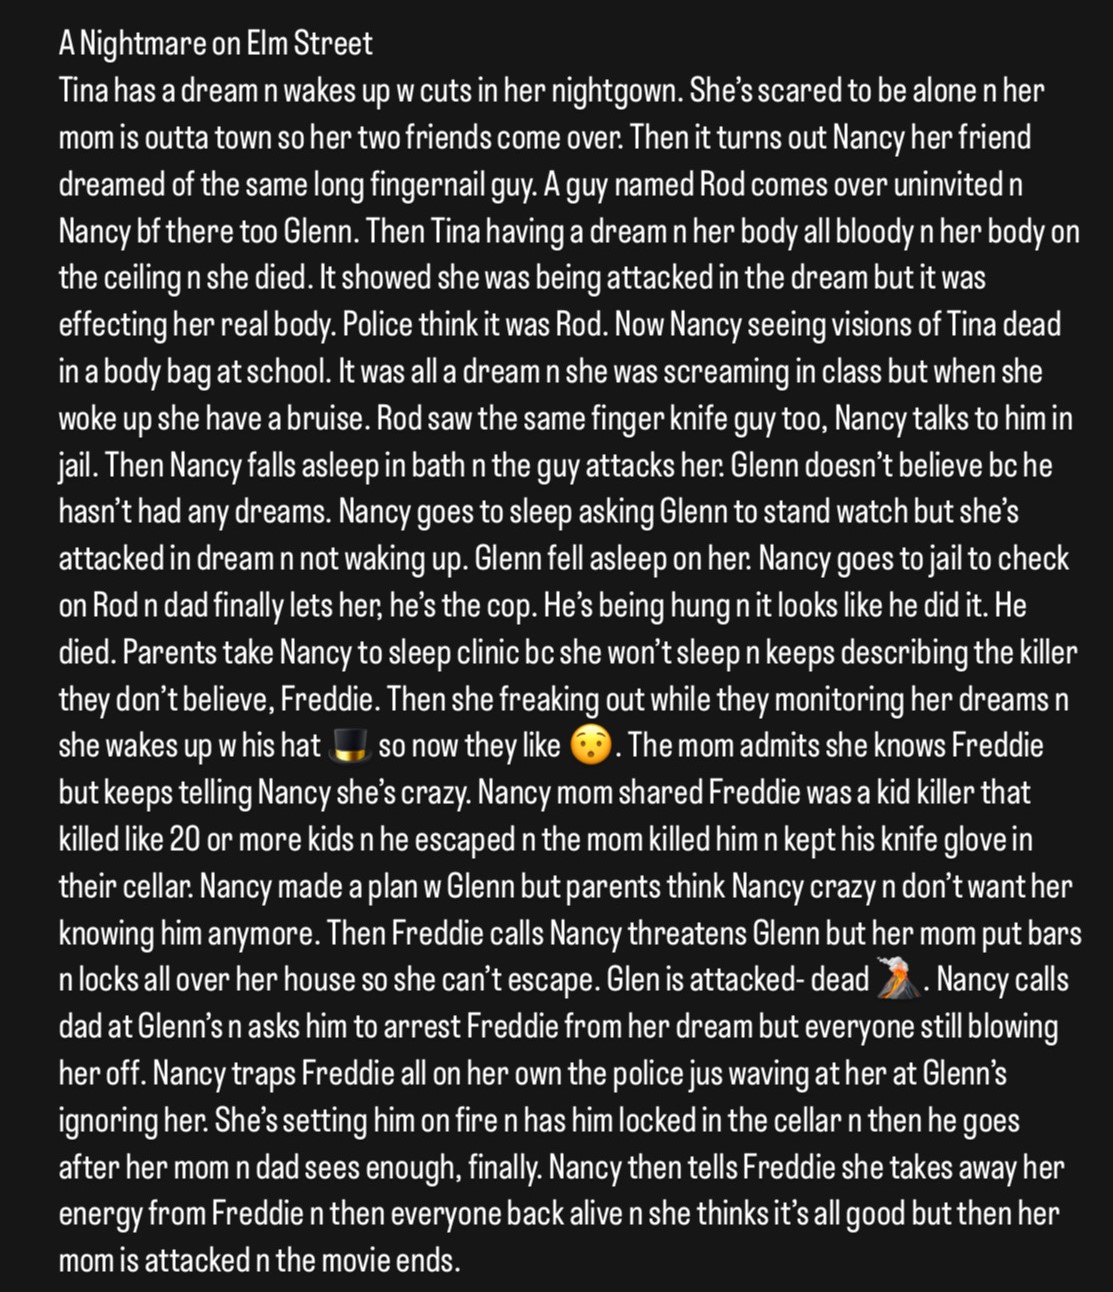 A Nightmare on Elm Street
Tina has a dream n wakes up w cuts in her nightgown. She’s scared to be alone n her
mom is outta town so her two friends come over. Then it turns out Nancy her friend
dreamed of the same long fingernail guy. A guy named Rod comes over uninvited n
Nancy bf there too Glenn. Then Tina having a dream n her body all bloody n her body on
the ceiling n she died. It showed she was being attacked in the dream but it was
effecting her real body. Police think it was Rod. Now Nancy seeing visions of Tina dead
in a body bag at school. It was all a dream n she was screaming in class but when she
woke up she have a bruise. Rod saw the same finger knife guy too, Nancy talks to him in
jail. Then Nancy falls asleep in bath n the guy attacks her. Glenn doesn’t believe bc he
hasn’t had any dreams. Nancy goes to sleep asking Glenn to stand watch but she’s
attacked in dream n not waking up. Glenn fell asleep on her. Nancy goes to jail to check
on Rod n dad finally lets her, he’s the cop. He’s being hung n it looks like he did it. He
died. Parents take Nancy to sleep clinic bc she won’t sleep n keeps describing the killer
they don’t believe, Freddie. Then she freaking out while they monitoring her dreams n
she wakes up w his hat 🎩 so now they like 😯. The mom admits she knows Freddie
but keeps telling Nancy she’s crazy. Nancy mom shared Freddie was a kid killer that
killed like 20 or more kids n he escaped n the mom killed him n kept his knife glove in
their cellar. Nancy made a plan w Glenn but parents think Nancy crazy n don’t want her
knowing him anymore. Then Freddie calls Nancy threatens Glenn but her mom put bars
n locks all over her house so she can’t escape. Glen is attacked- dead 🌋. Nancy calls
dad at Glenn’s n asks him to arrest Freddie from her dream but everyone still blowing
her off. Nancy traps Freddie all on her own the police jus waving at her at Glenn’s
ignoring her. She’s setting him on fire n has him locked in the cellar n then he goes
after her mom n dad sees enough, finally. Nancy then tells Freddie she takes away her
energy from Freddie n then everyone back alive n she thinks it’s all good but then her
mom is attacked n the movie ends.